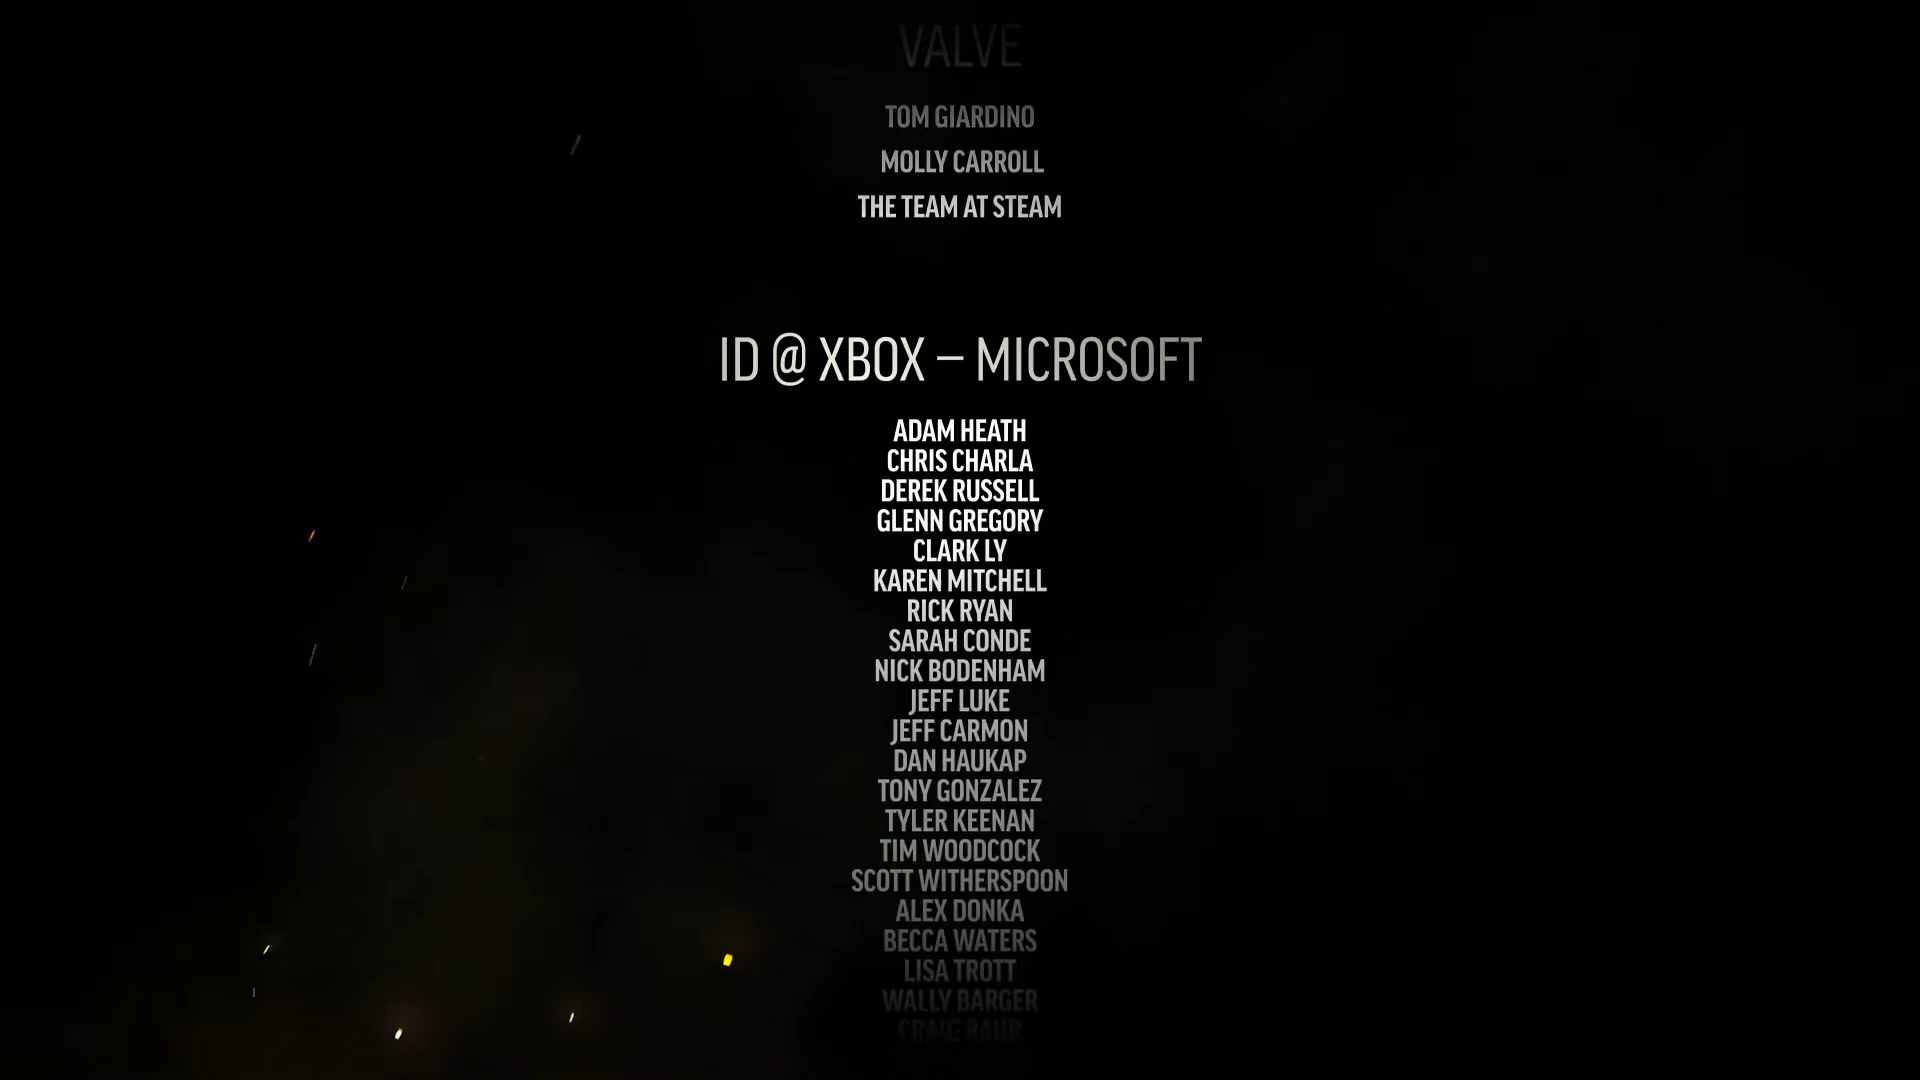 VALVE
TOM GIARDINO
MOLLY CARROLL
THE TEAM AT STEAM
ID @ XBOX – MICROSOFT
ADAM HEATH
CHRIS CHARLA
DEREK RUSSELL
GLENN GREGORY
CLARK LY
KAREN MITCHELL
RICK RYAN
SARAH CONDE
NICK BODENHAM
JEFF LUKE
JEFF CARMON
DAN HAUKAP
TONY GONZALEZ
TYLER KEENAN
TIM WOODCOCK
SCOTT WITHERSPOON
ALEX DONKA
BECCA WATERS
LISA TROTT
WALLY BARGER
CRAIG BAHR